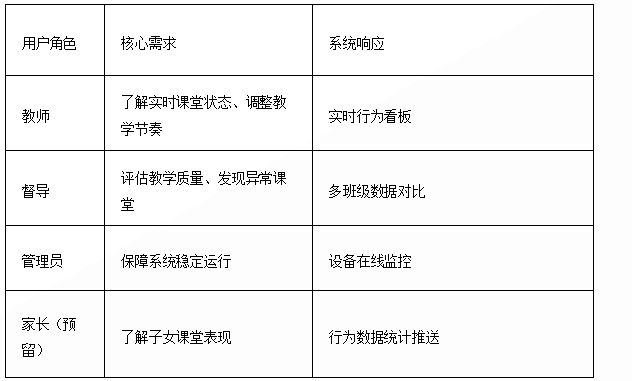 用户角色
核心需求
系统响应
教师
了解实时课堂状态、调整教
学节奏
实时行为看板
督导
评估教学质量、发现异常课
堂
多班级数据对比
管理员
保障系统稳定运行
设备在线监控
家长（预
留）
了解子女课堂表现
行为数据统计推送